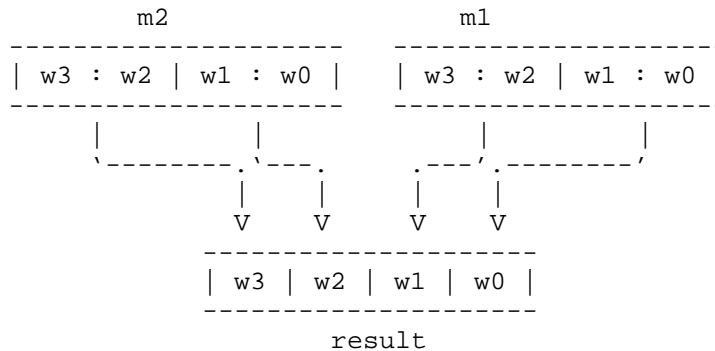 m2 m1
| w3 : w2 | w1 : w0 | | w3 : w2 | w1 : w0
| w3 | w2 | w1 | w0 |
result